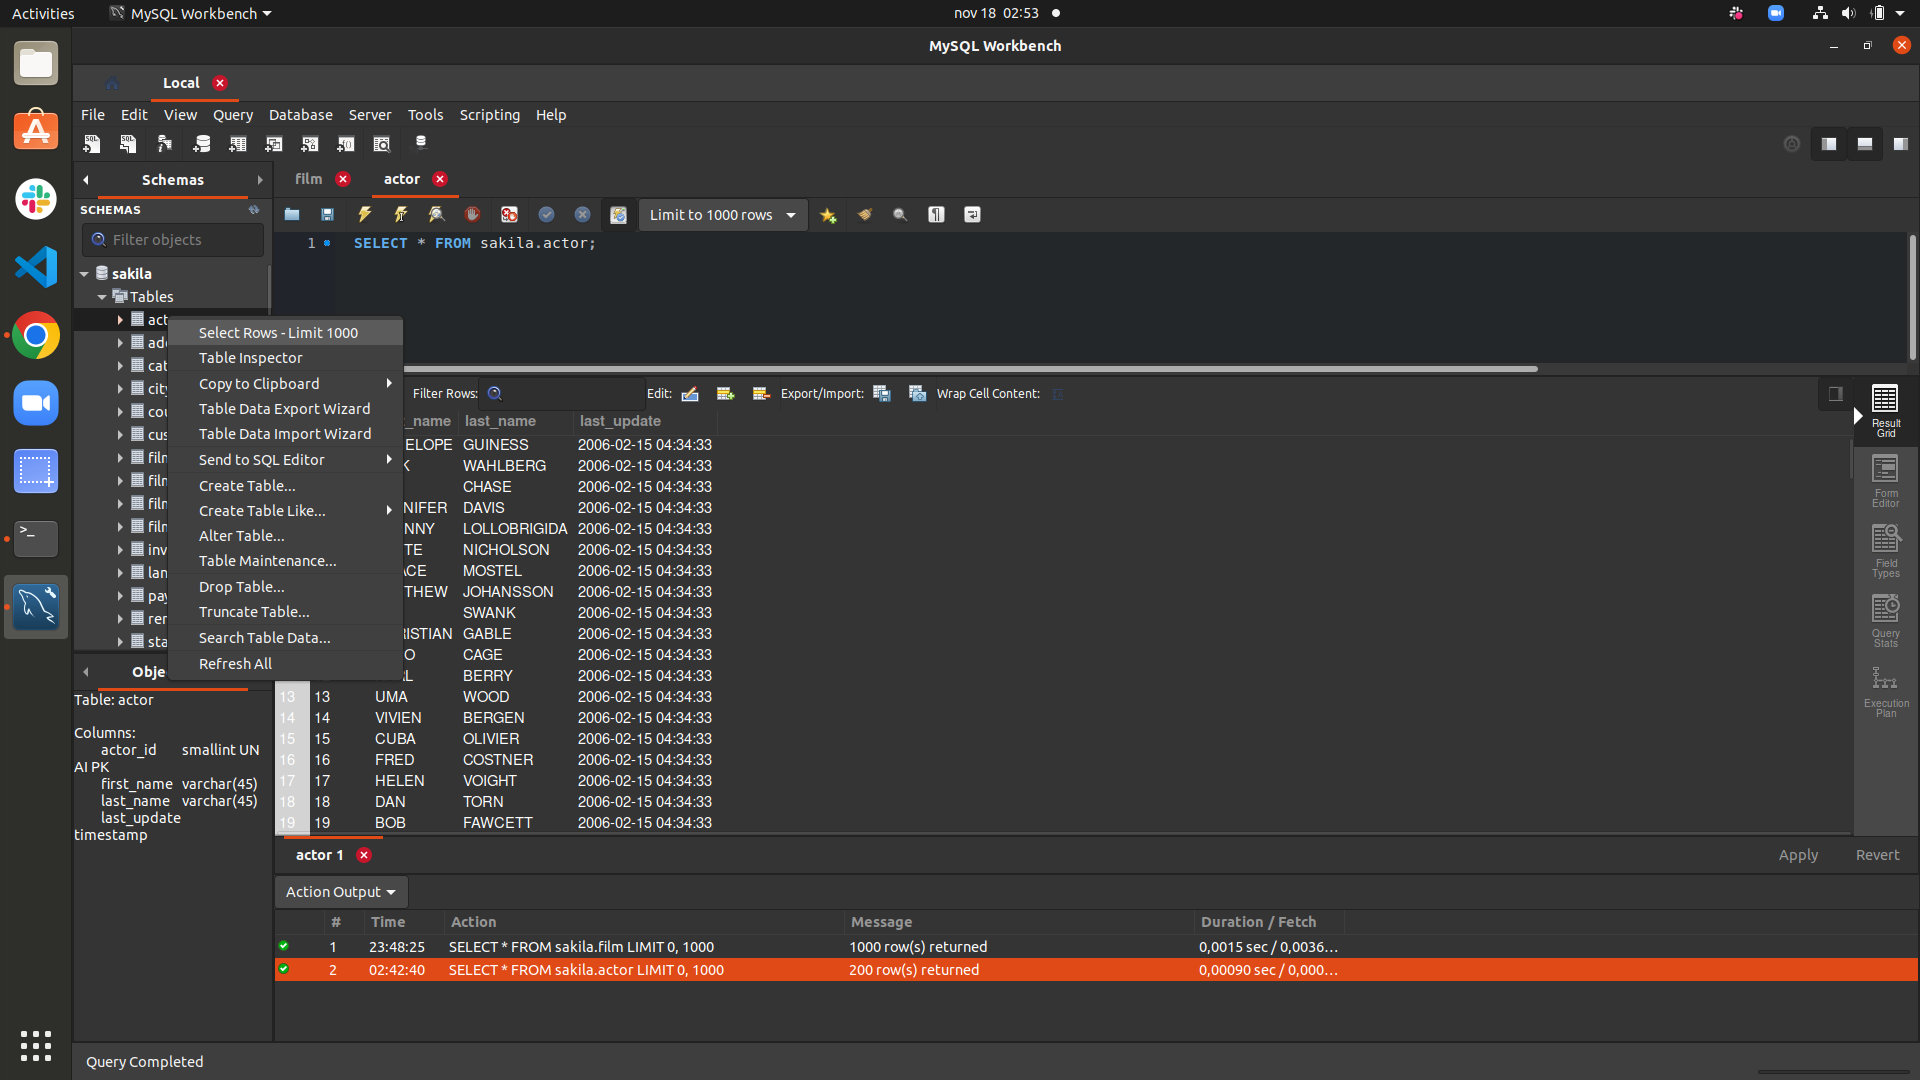 Activities
MySQL Workbench
nov 18 02:53
MySQL Workbench
Local
File Edit View Query Database Server Tools Scripting Help
Schemas
film
actor
SCHEMAS
Filter objects
Limit to 1000 rows
1 SELECT * FROM sakila.actor;
sakila
Tables
Select Rows - Limit 1000
Table Inspector
Copy to Clipboard
Table Data Export Wizard
Table Data Import Wizard
Send to SQL Editor
Create Table...
Create Table Like...
Alter Table...
Table Maintenance...
Drop Table...
Truncate Table...
Search Table Data...
Refresh All
Filter Rows:
Edit:
Export/Import:
Wrap Cell Content:
_name last_name last_update
ELOPE GUINESS 2006-02-15 04:34:33
K WAHLBERG 2006-02-15 04:34:33
CHASE 2006-02-15 04:34:33
NIFER DAVIS 2006-02-15 04:34:33
NNY LOLLOBRIGIDA 2006-02-15 04:34:33
TE NICHOLSON 2006-02-15 04:34:33
ACE MOSTEL 2006-02-15 04:34:33
THEW JOHANSSON 2006-02-15 04:34:33
SWANK 2006-02-15 04:34:33
RISTIAN GABLE 2006-02-15 04:34:33
O CAGE 2006-02-15 04:34:33
RL BERRY 2006-02-15 04:34:33
13 13 UMA WOOD 2006-02-15 04:34:33
14 14 VIVIEN BERGEN 2006-02-15 04:34:33
15 15 CUBA OLIVIER 2006-02-15 04:34:33
16 16 FRED COSTNER 2006-02-15 04:34:33
17 17 HELEN VOIGHT 2006-02-15 04:34:33
18 18 DAN TORN 2006-02-15 04:34:33
19 19 BOB FAWCETT 2006-02-15 04:34:33
Result
Grid
Form
Editor
Field
Types
Query
Stats
Execution
Plan
Obje
Table: actor
Columns:
actor_id smallint UN
AI PK
first_name varchar(45)
last_name varchar(45)
last_update
timestamp
actor 1
Apply
Revert
Action Output
# Time Action Message Duration / Fetch
1 23:48:25 SELECT * FROM sakila.film LIMIT 0, 1000 1000 row(s) returned 0,0015 sec / 0,0036...
2 02:42:40 SELECT * FROM sakila.actor LIMIT 0, 1000 200 row(s) returned 0,00090 sec / 0,000...
Query Completed